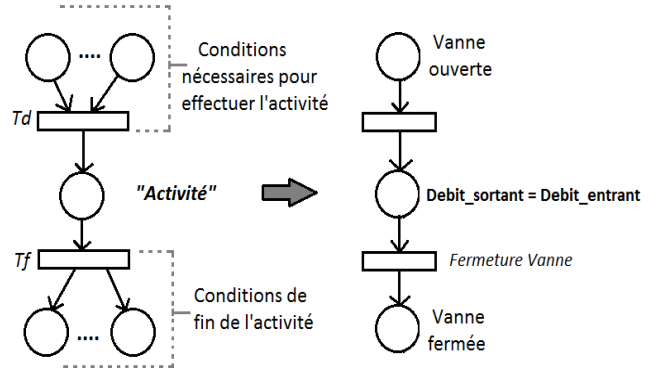 ....
Conditions
nécessaires pour
effectuer l'activité
Td
"Activité"
Tf
....
Conditions de
fin de l'activité
Vanne
ouverte
Debit_sortant = Debit_entrant
Fermeture Vanne
Vanne
fermée